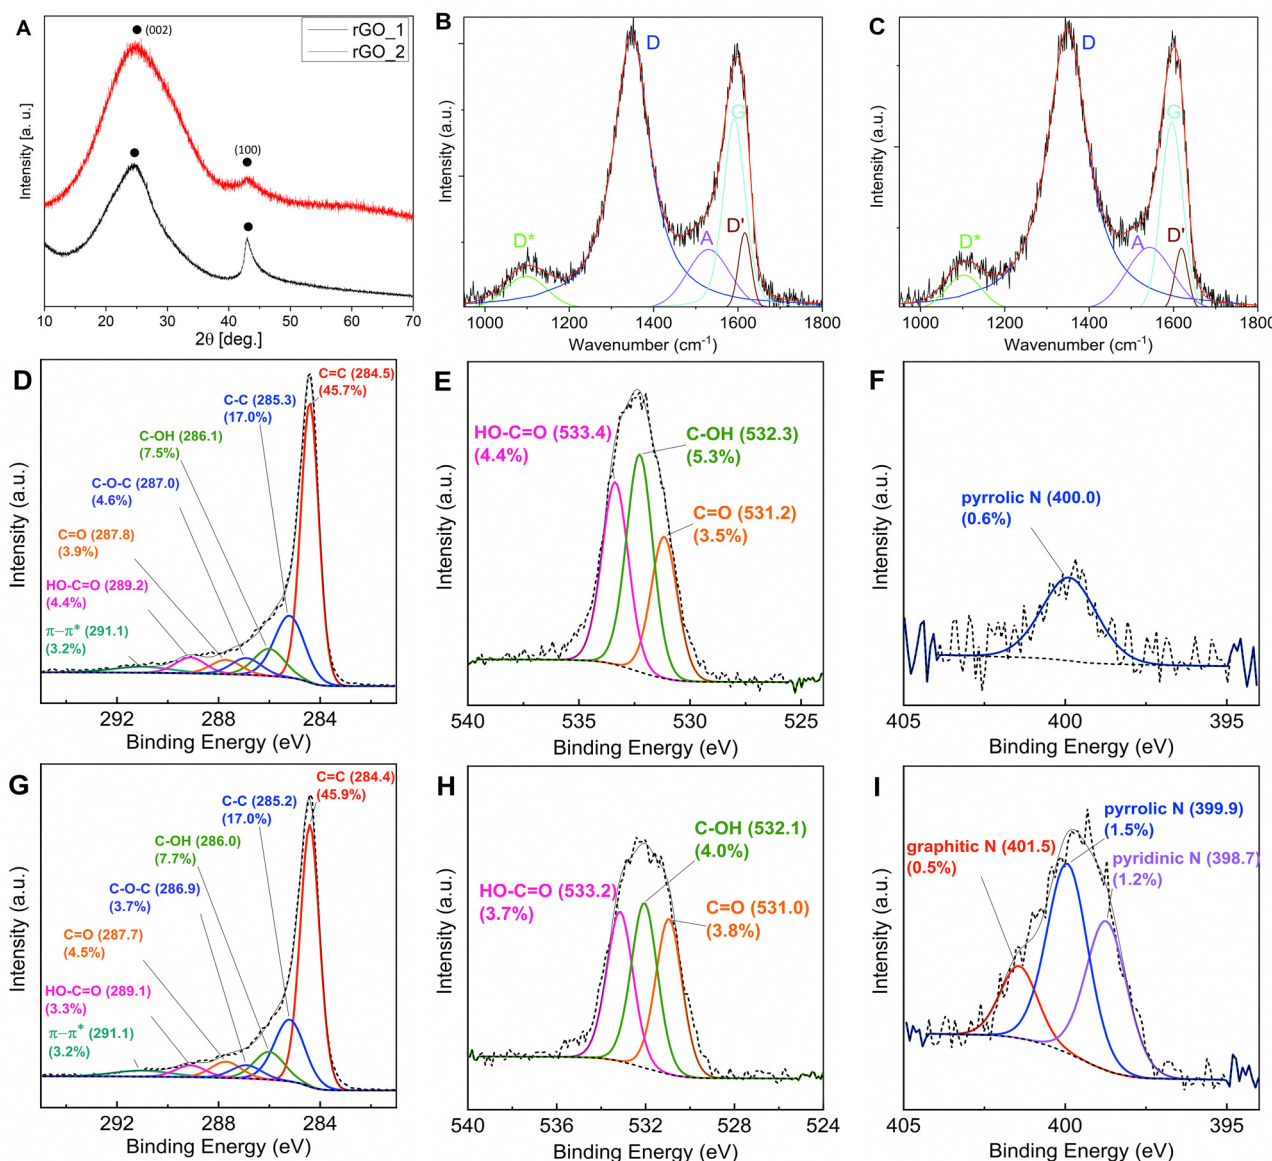 A
(002)
rGO_1
rGO_2
(100)
Intensity [a. u.]
10 20 30 40 50 60 70
2θ [deg.]
B
D
G
D*
A
D'
Intensity (a.u.)
1000 1200 1400 1600 1800
Wavenumber (cm⁻¹)
C
D
G
D*
A
D'
Intensity (a.u.)
1000 1200 1400 1600 1800
Wavenumber (cm⁻¹)
D
C=C (284.5)
(45.7%)
C-C (285.3)
(17.0%)
C-OH (286.1)
(7.5%)
C-O-C (287.0)
(4.6%)
C=O (287.8)
(3.9%)
HO-C=O (289.2)
(4.4%)
π–π* (291.1)
(3.2%)
Intensity (a.u.)
292 288 284
Binding Energy (eV)
E
HO-C=O (533.4)
(4.4%)
C-OH (532.3)
(5.3%)
C=O (531.2)
(3.5%)
Intensity (a.u.)
540 535 530 525
Binding Energy (eV)
F
pyrrolic N (400.0)
(0.6%)
Intensity (a.u.)
405 400 395
Binding Energy (eV)
G
C=C (284.4)
(45.9%)
C-C (285.2)
(17.0%)
C-OH (286.0)
(7.7%)
C-O-C (286.9)
(3.7%)
C=O (287.7)
(4.5%)
HO-C=O (289.1)
(3.3%)
π–π* (291.1)
(3.2%)
Intensity (a.u.)
292 288 284
Binding Energy (eV)
H
C-OH (532.1)
(4.0%)
HO-C=O (533.2)
(3.7%)
C=O (531.0)
(3.8%)
Intensity (a.u.)
540 536 532 528 524
Binding Energy (eV)
I
pyrrolic N (399.9)
(1.5%)
graphitic N (401.5)
(0.5%)
pyridinic N (398.7)
(1.2%)
Intensity (a.u.)
405 400 395
Binding Energy (eV)